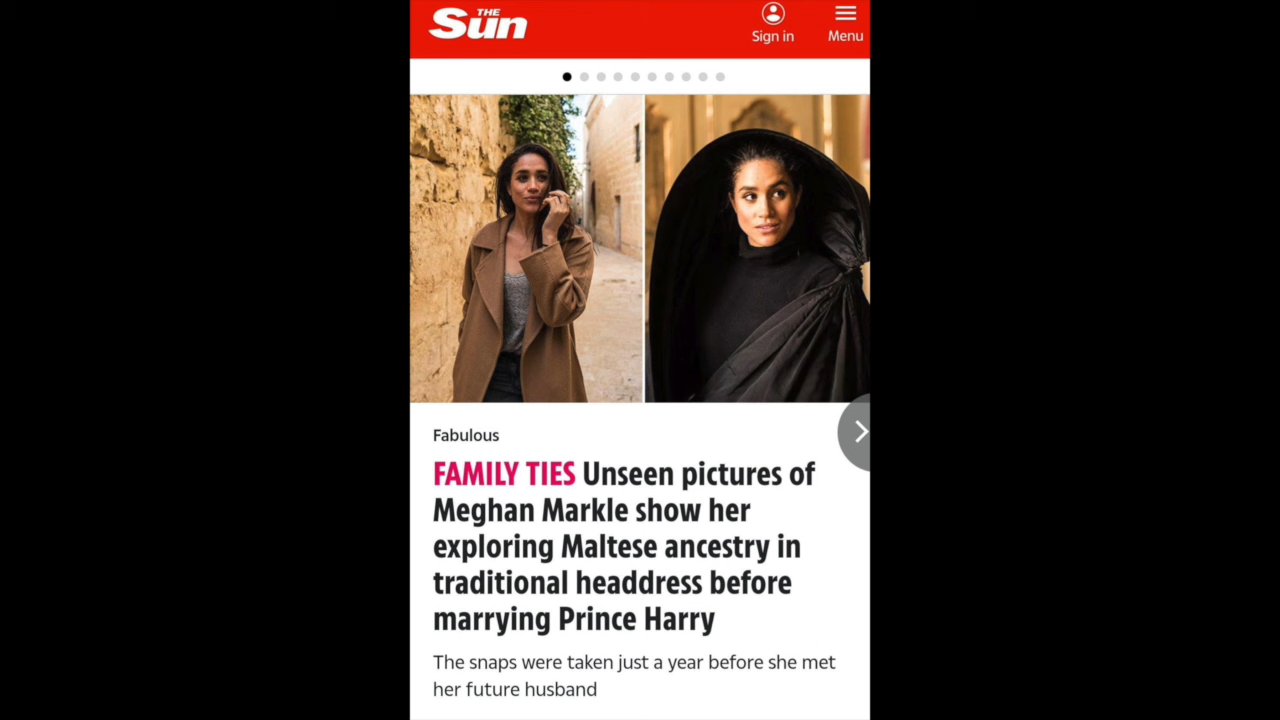 THE
Sun
Sign in
Menu
Fabulous
FAMILY TIES Unseen pictures of
Meghan Markle show her
exploring Maltese ancestry in
traditional headdress before
marrying Prince Harry
The snaps were taken just a year before she met
her future husband